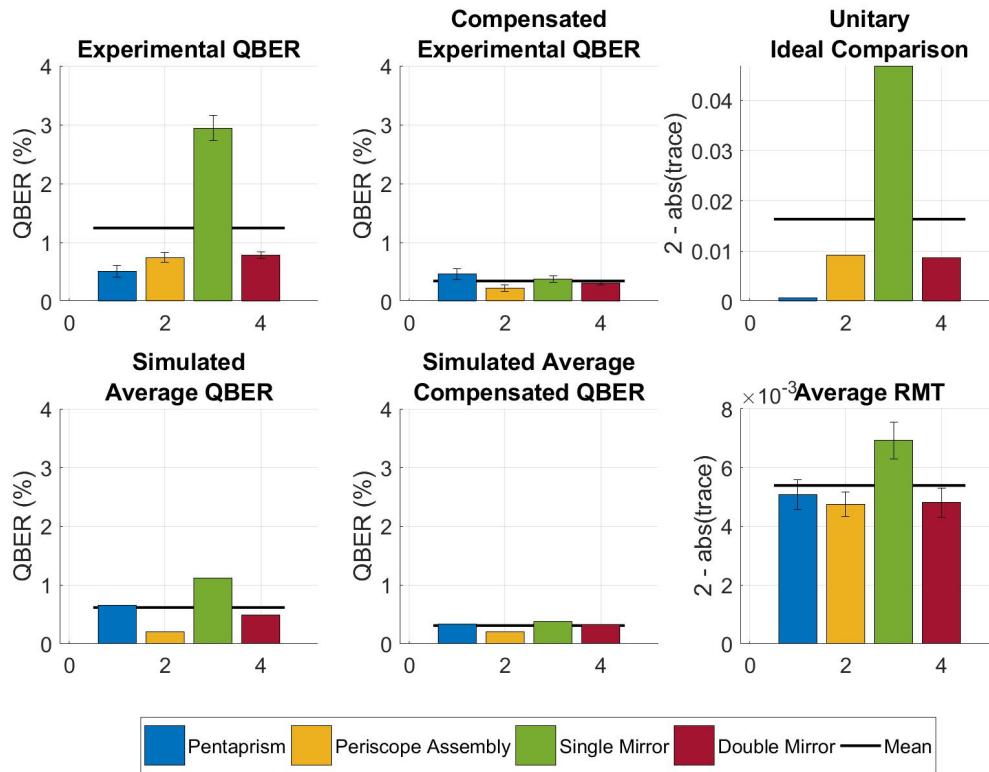 Experimental QBER
QBER (%)
4
3
2
1
0
0 2 4
Compensated
Experimental QBER
QBER (%)
4
3
2
1
0
0 2 4
Unitary
Ideal Comparison
2 - abs(trace)
0.04
0.03
0.02
0.01
0
0 2 4
Simulated
Average QBER
QBER (%)
4
3
2
1
0
0 2 4
Simulated Average
Compensated QBER
QBER (%)
4
3
2
1
0
0 2 4
×10⁻³ Average RMT
2 - abs(trace)
8
6
4
2
0
0 2 4
Pentaprism Periscope Assembly Single Mirror Double Mirror Mean